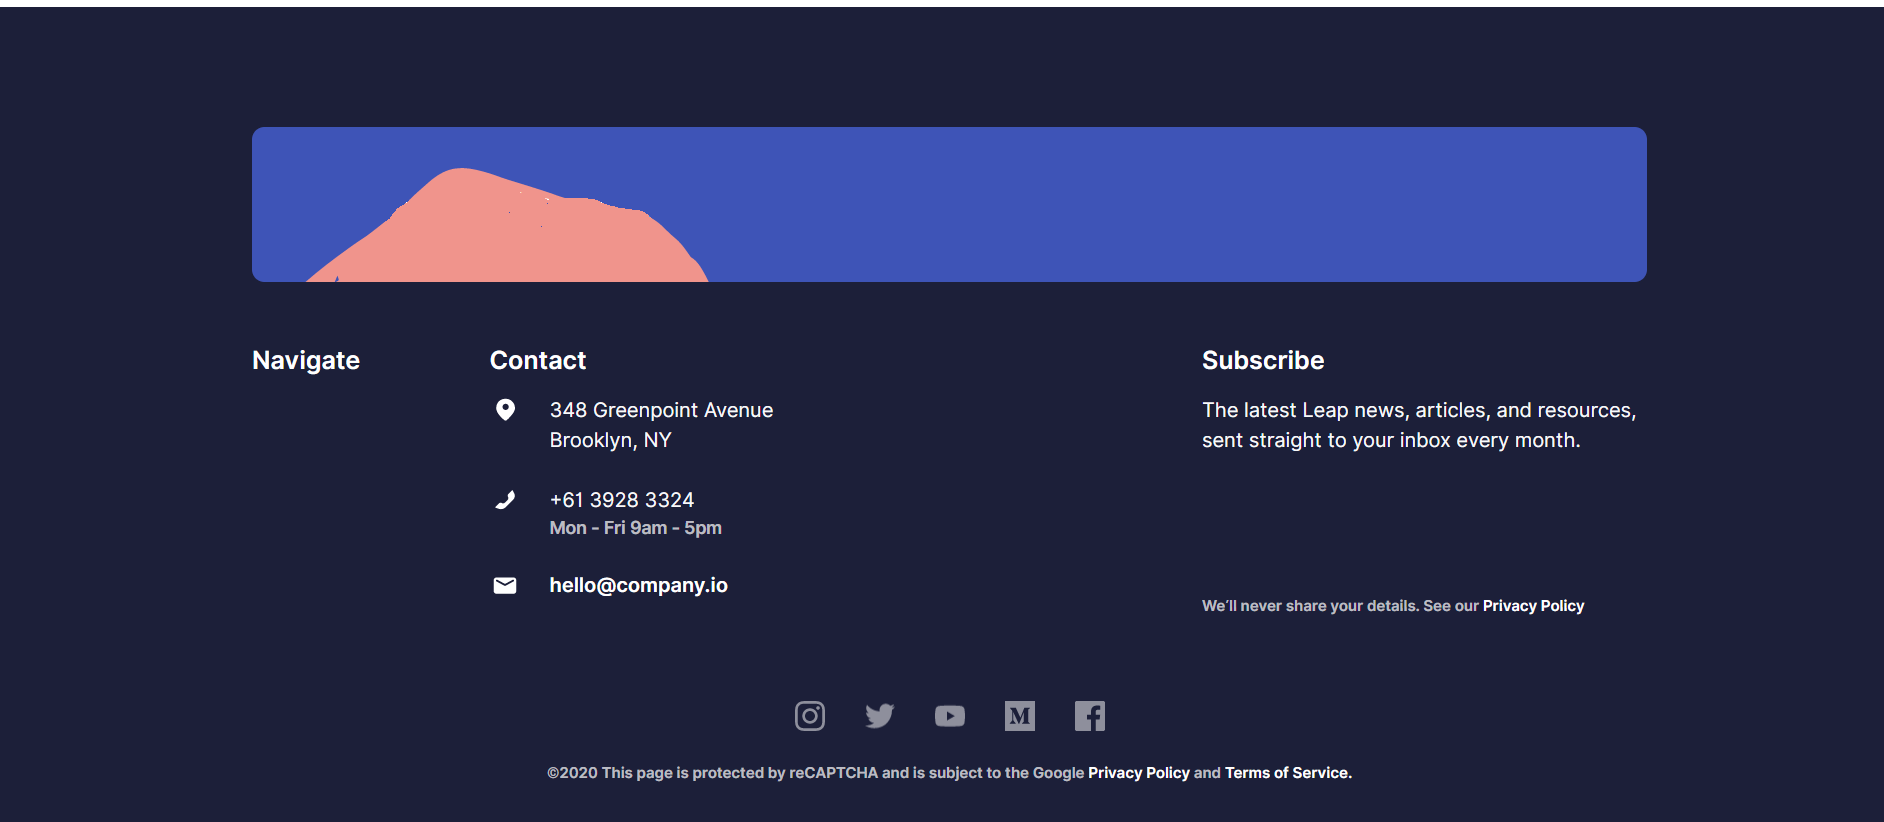 Navigate
Contact
348 Greenpoint Avenue
Brooklyn, NY
+61 3928 3324
Mon - Fri 9am - 5pm
hello@company.io
Subscribe
The latest Leap news, articles, and resources,
sent straight to your inbox every month.
We'll never share your details. See our Privacy Policy
M
©2020 This page is protected by reCAPTCHA and is subject to the Google Privacy Policy and Terms of Service.